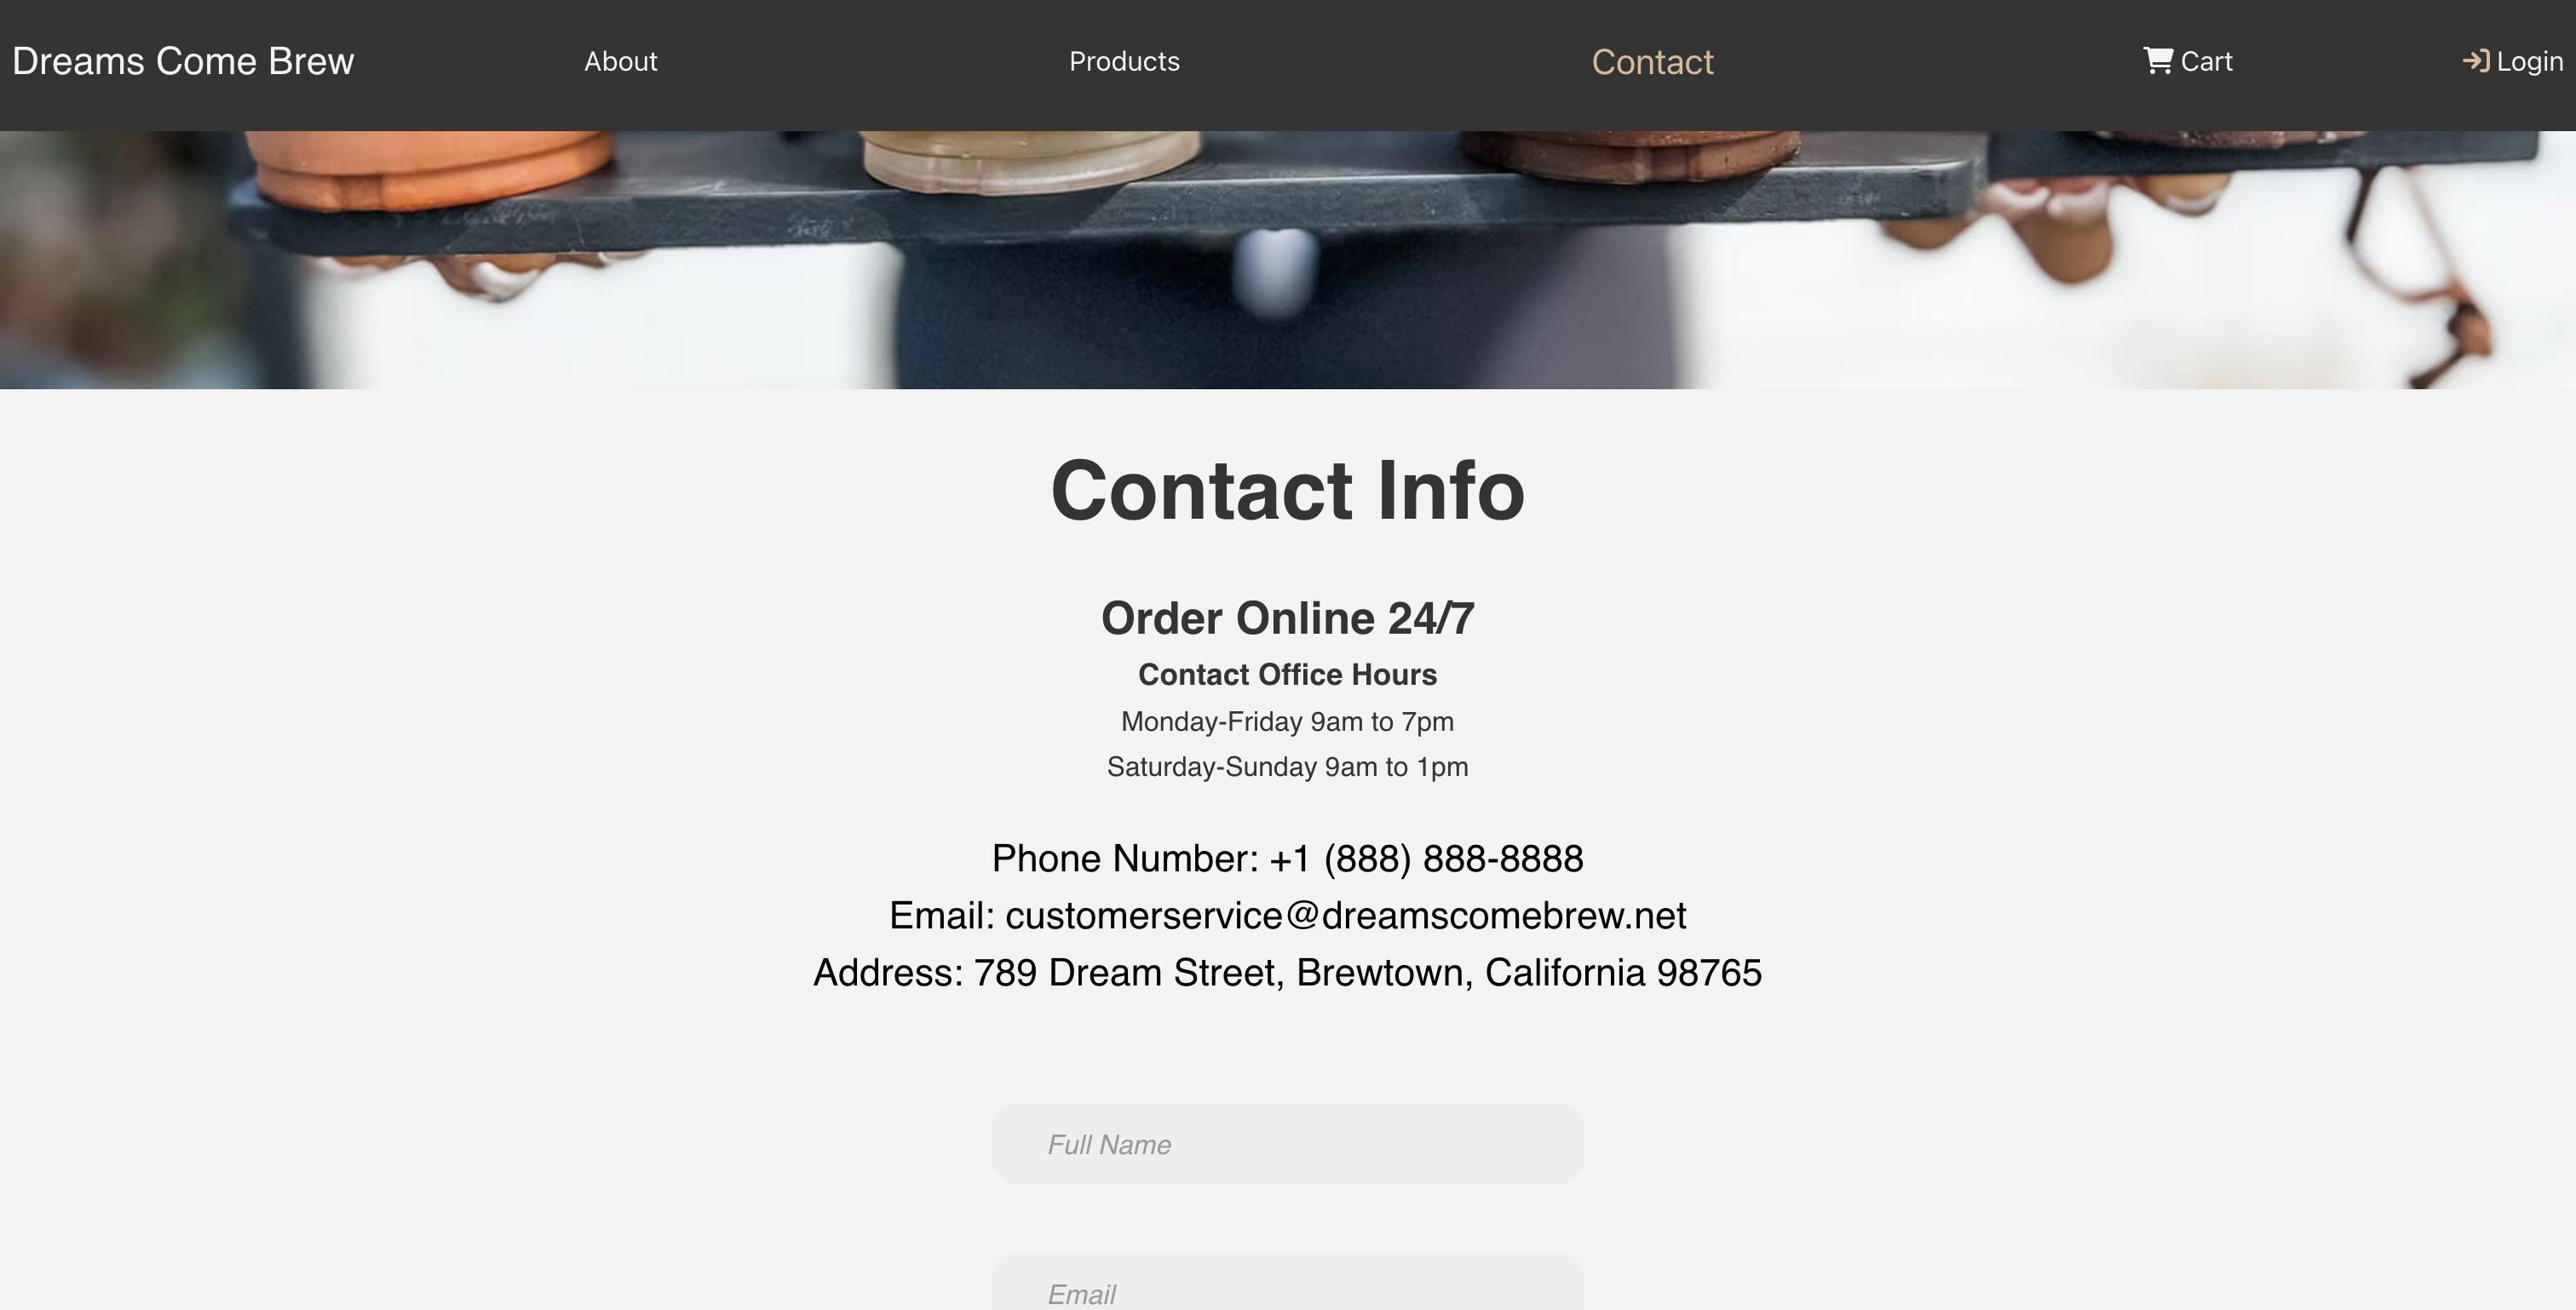 Dreams Come Brew About Products Contact Cart Login
Contact Info
Order Online 24/7
Contact Office Hours
Monday-Friday 9am to 7pm
Saturday-Sunday 9am to 1pm
Phone Number: +1 (888) 888-8888
Email: customerservice@dreamscomebrew.net
Address: 789 Dream Street, Brewtown, California 98765
Full Name
Email